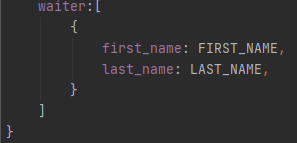 waiter:[
{
first_name: FIRST_NAME,
last_name: LAST_NAME,
}
]
}